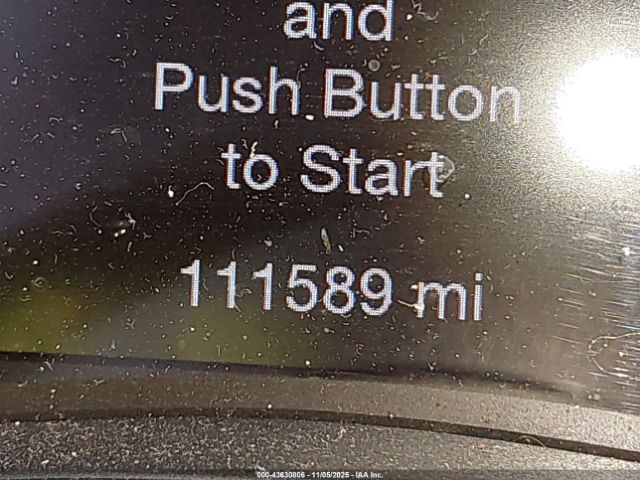 and
Push Button
to Start
111589 mi
000-43630806 - 11/05/2025 - IAA Inc.